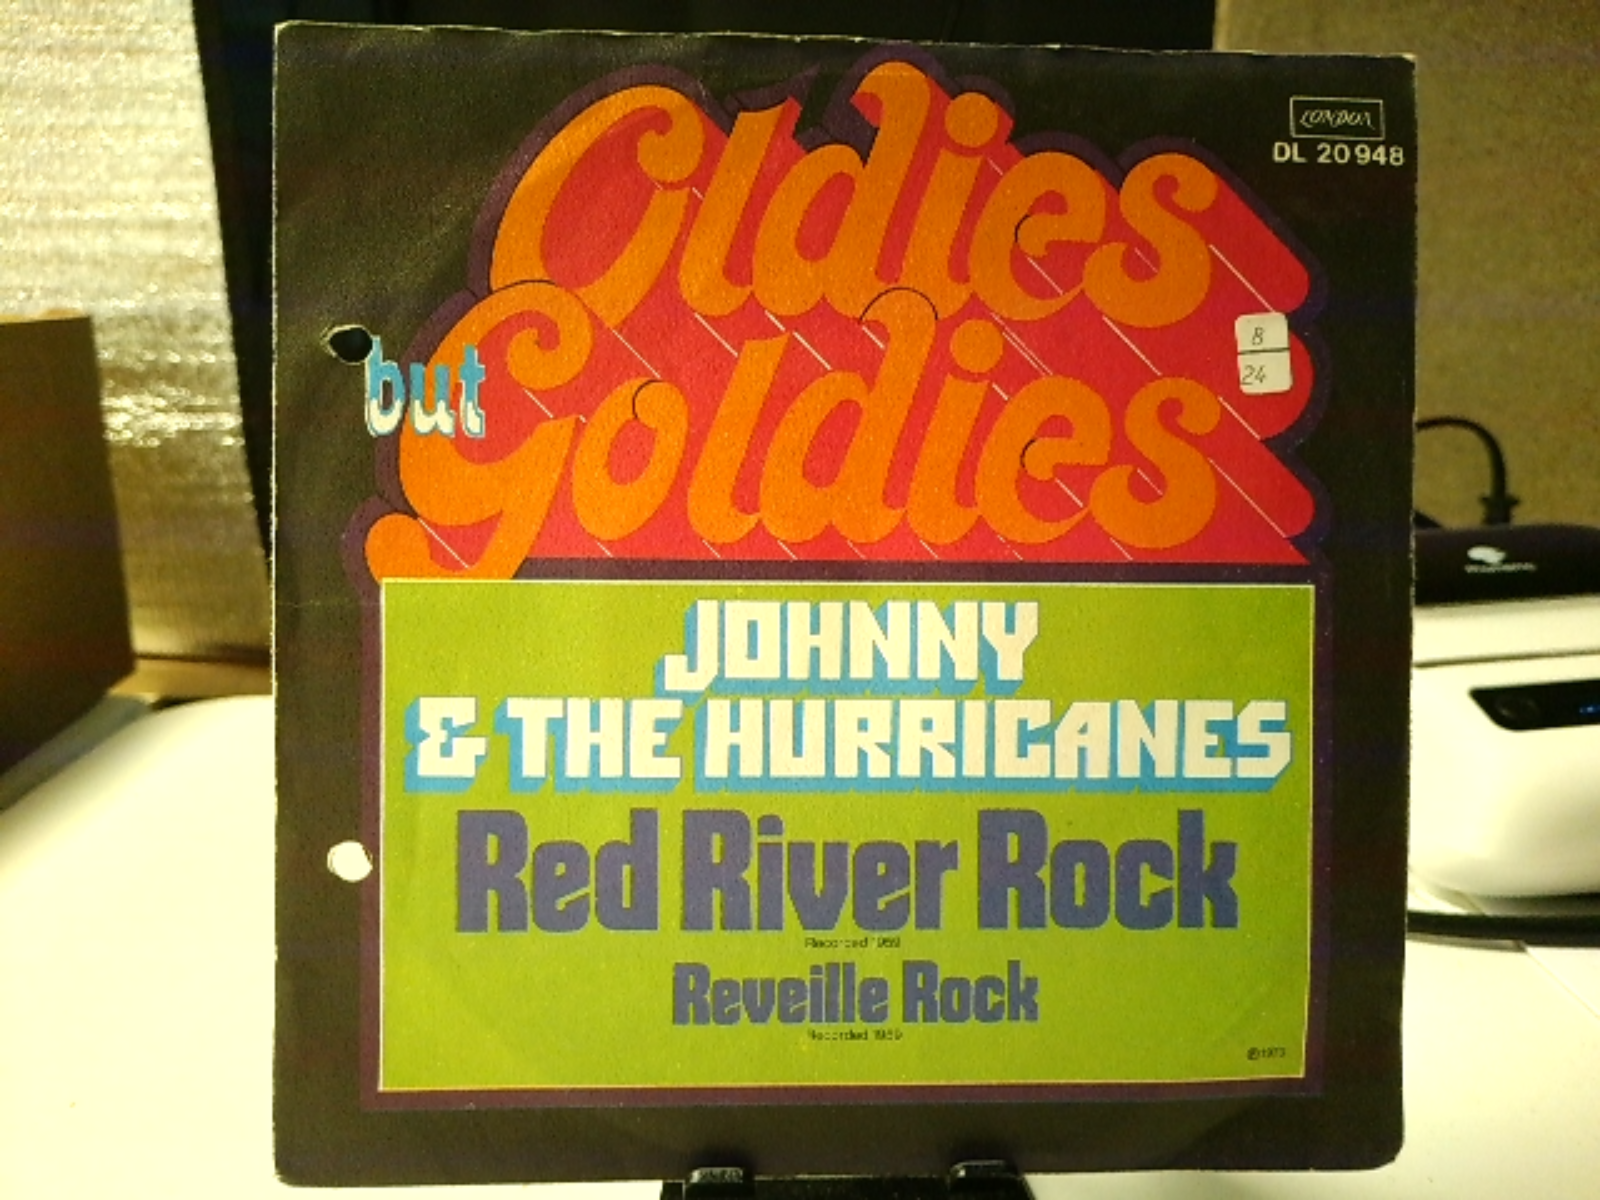 LONDON
DL 20948
Oldies
but
Goldies
B
24
JOHNNY
& THE HURRICANES
Red River Rock
Recorded 1959
Reveille Rock
Recorded 1959
℗ 1973